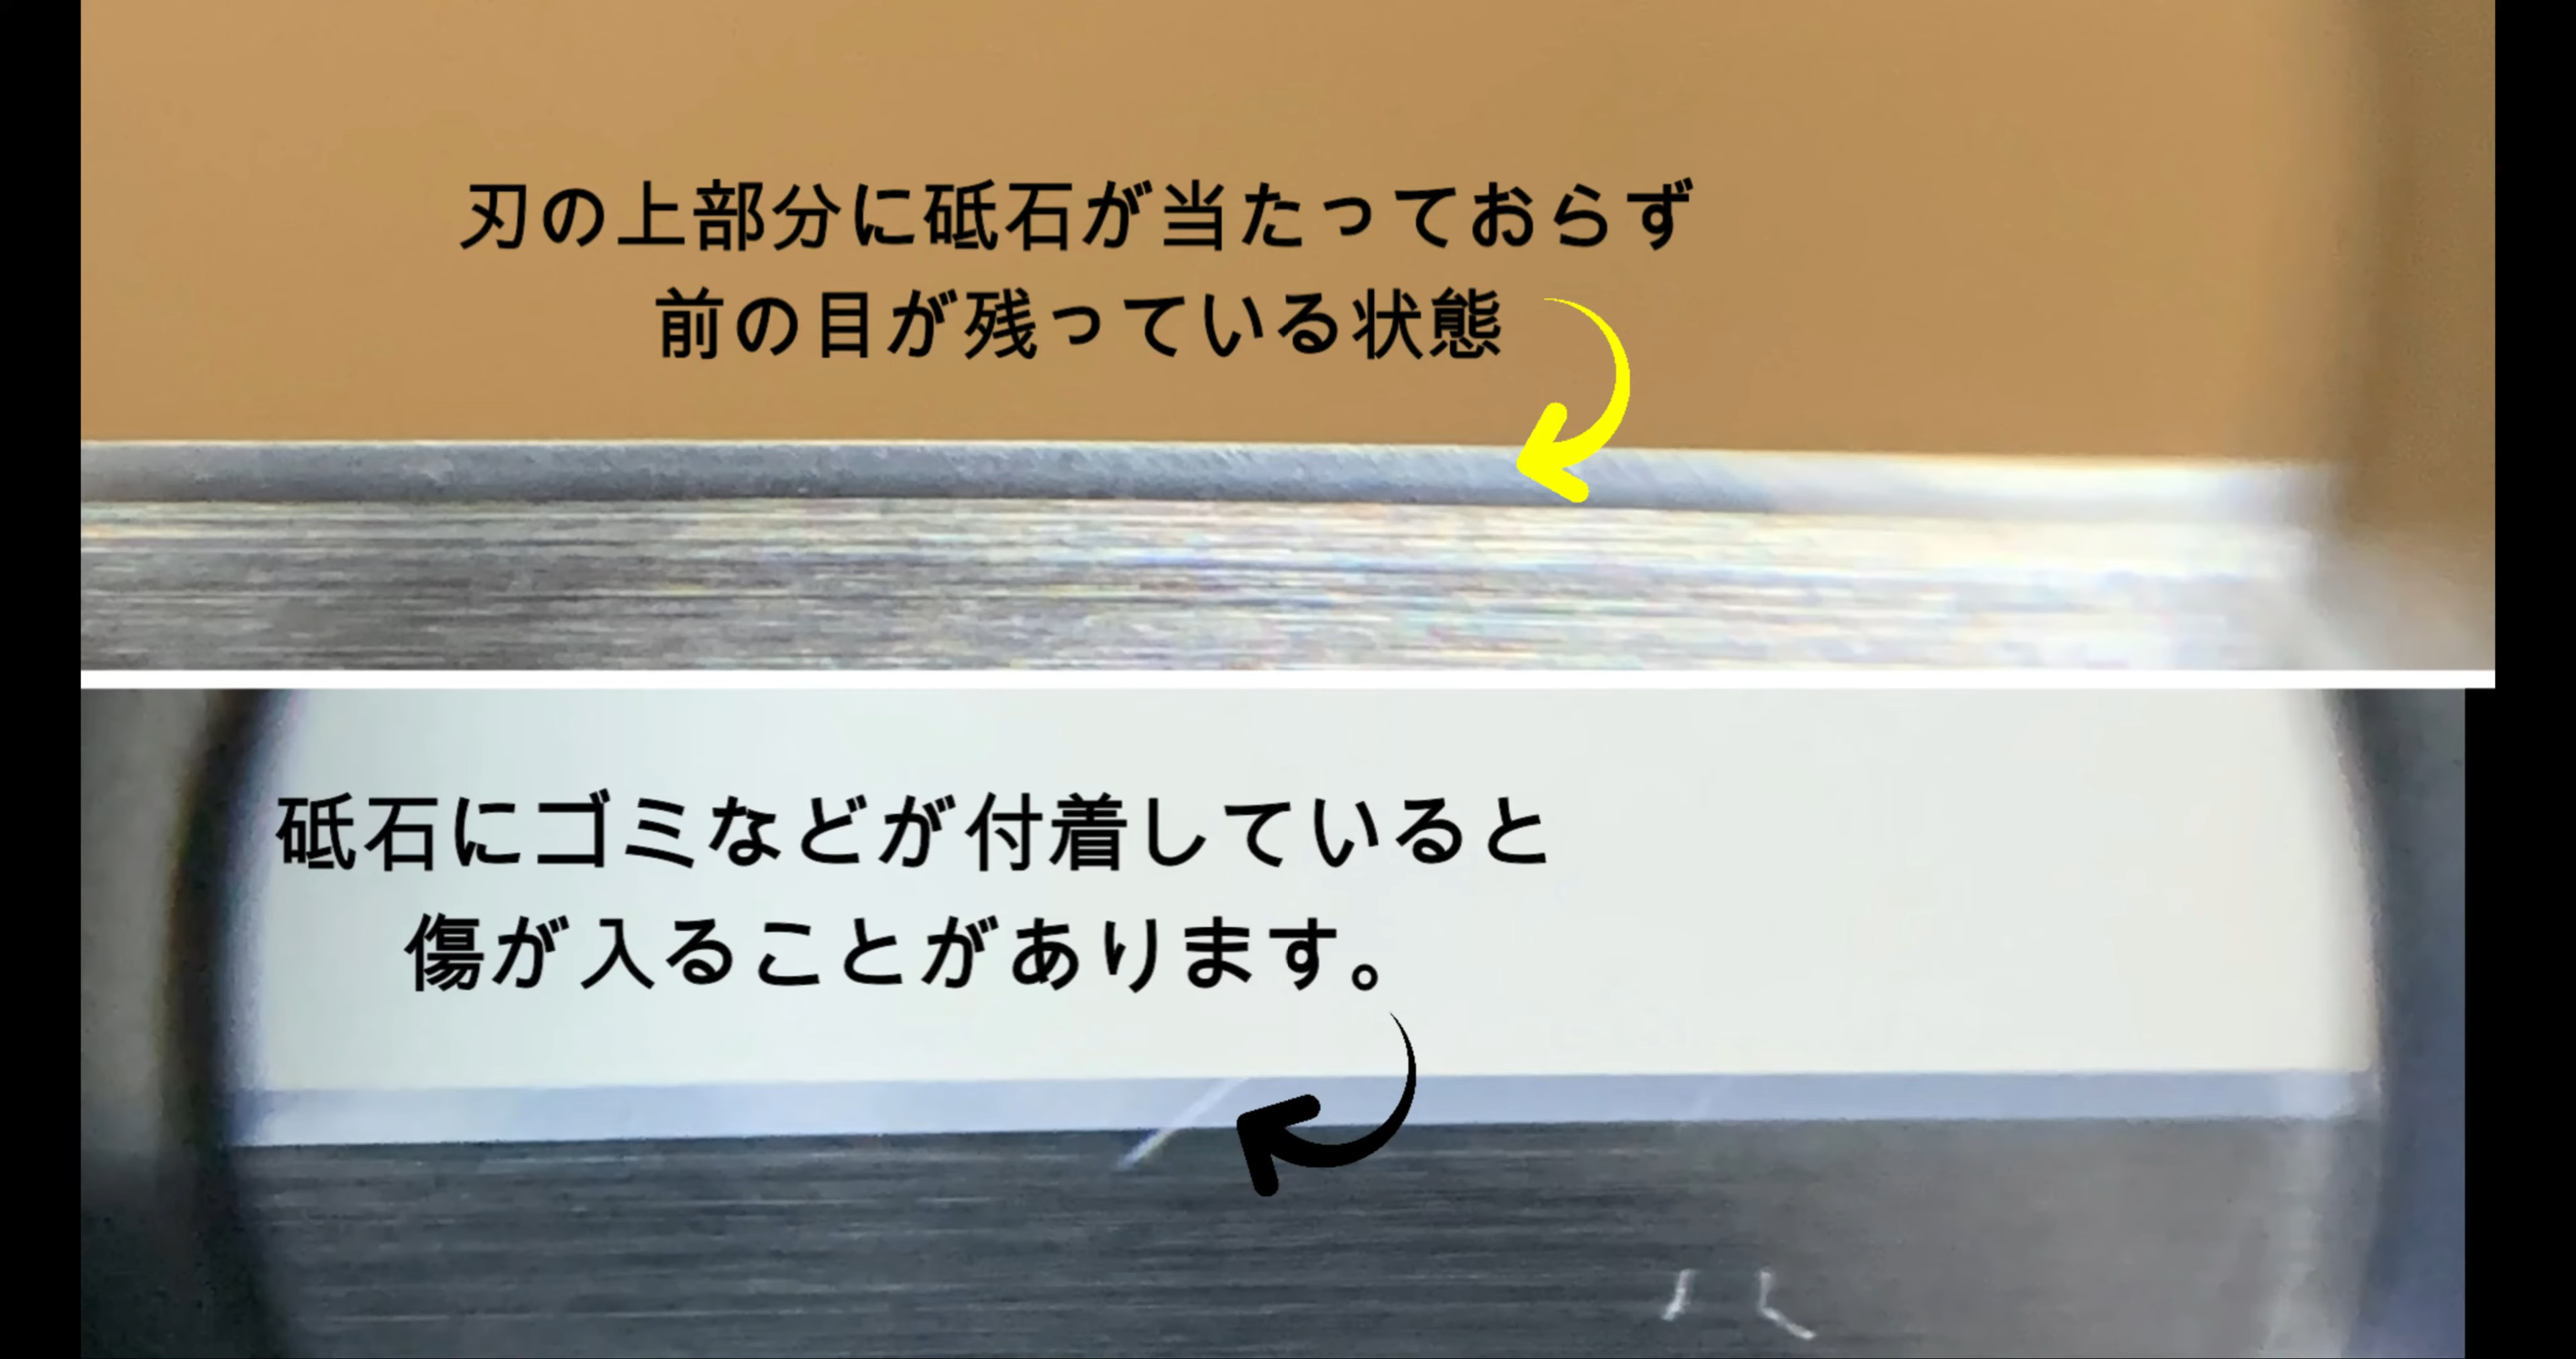 刃の上部分に砥石が当たっておらず
前の目が残っている状態
砥石にゴミなどが付着していると
傷が入ることがあります。